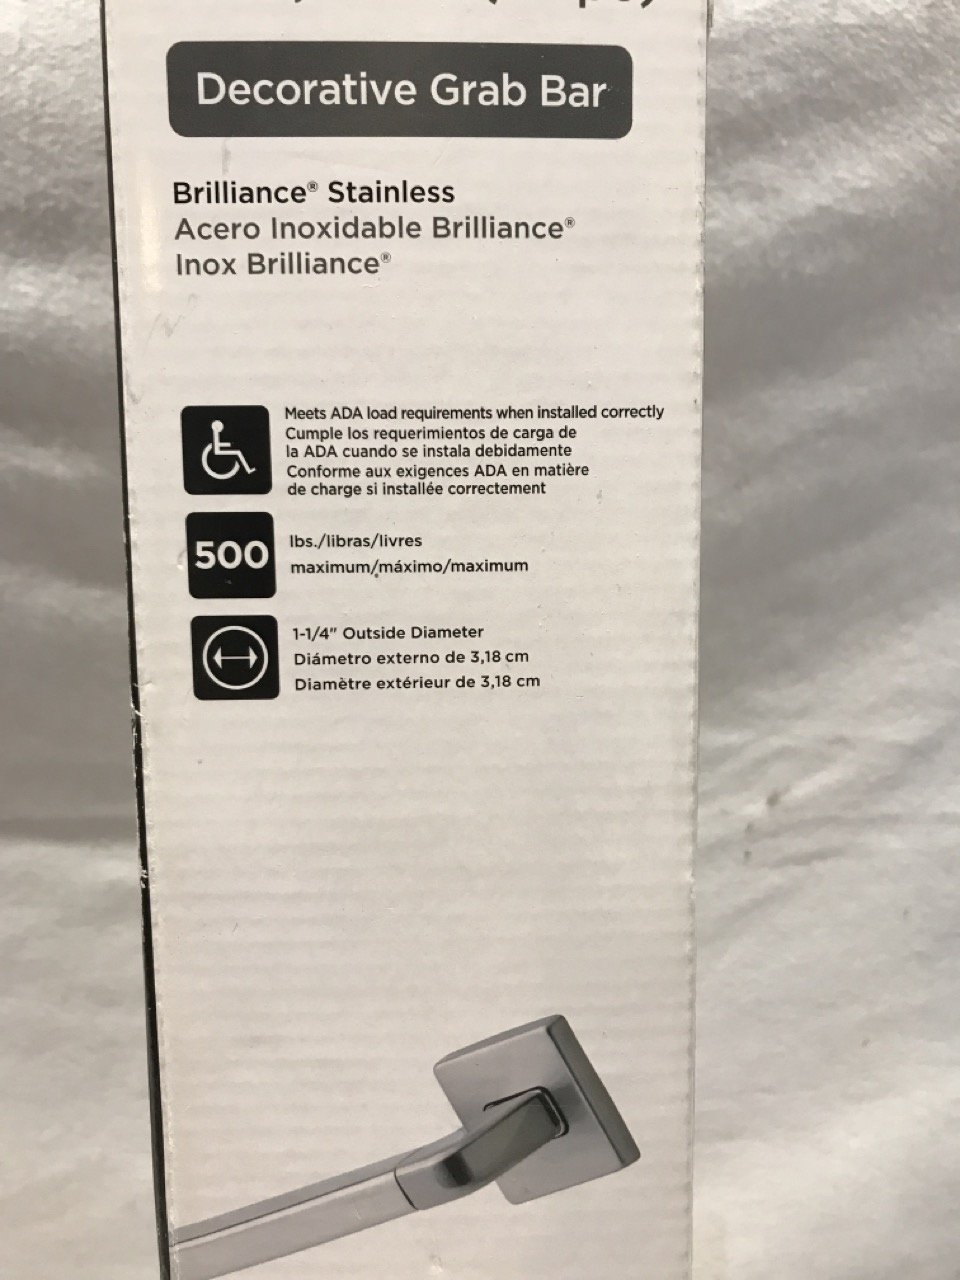 Decorative Grab Bar
Brilliance® Stainless
Acero Inoxidable Brilliance®
Inox Brilliance®
Meets ADA load requirements when installed correctly
Cumple los requerimientos de carga de
la ADA cuando se instala debidamente
Conforme aux exigences ADA en matière
de charge si installée correctement
500
lbs./libras/livres
maximum/máximo/maximum
1-1/4" Outside Diameter
Diámetro externo de 3,18 cm
Diamètre extérieur de 3,18 cm